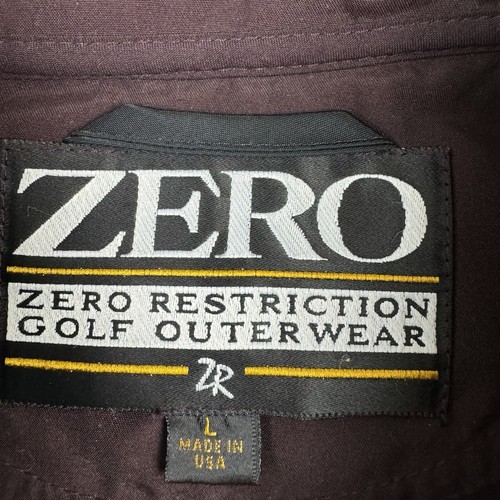 ZERO
ZERO RESTRICTION
GOLF OUTERWEAR
ZR
L
MADE IN
USA